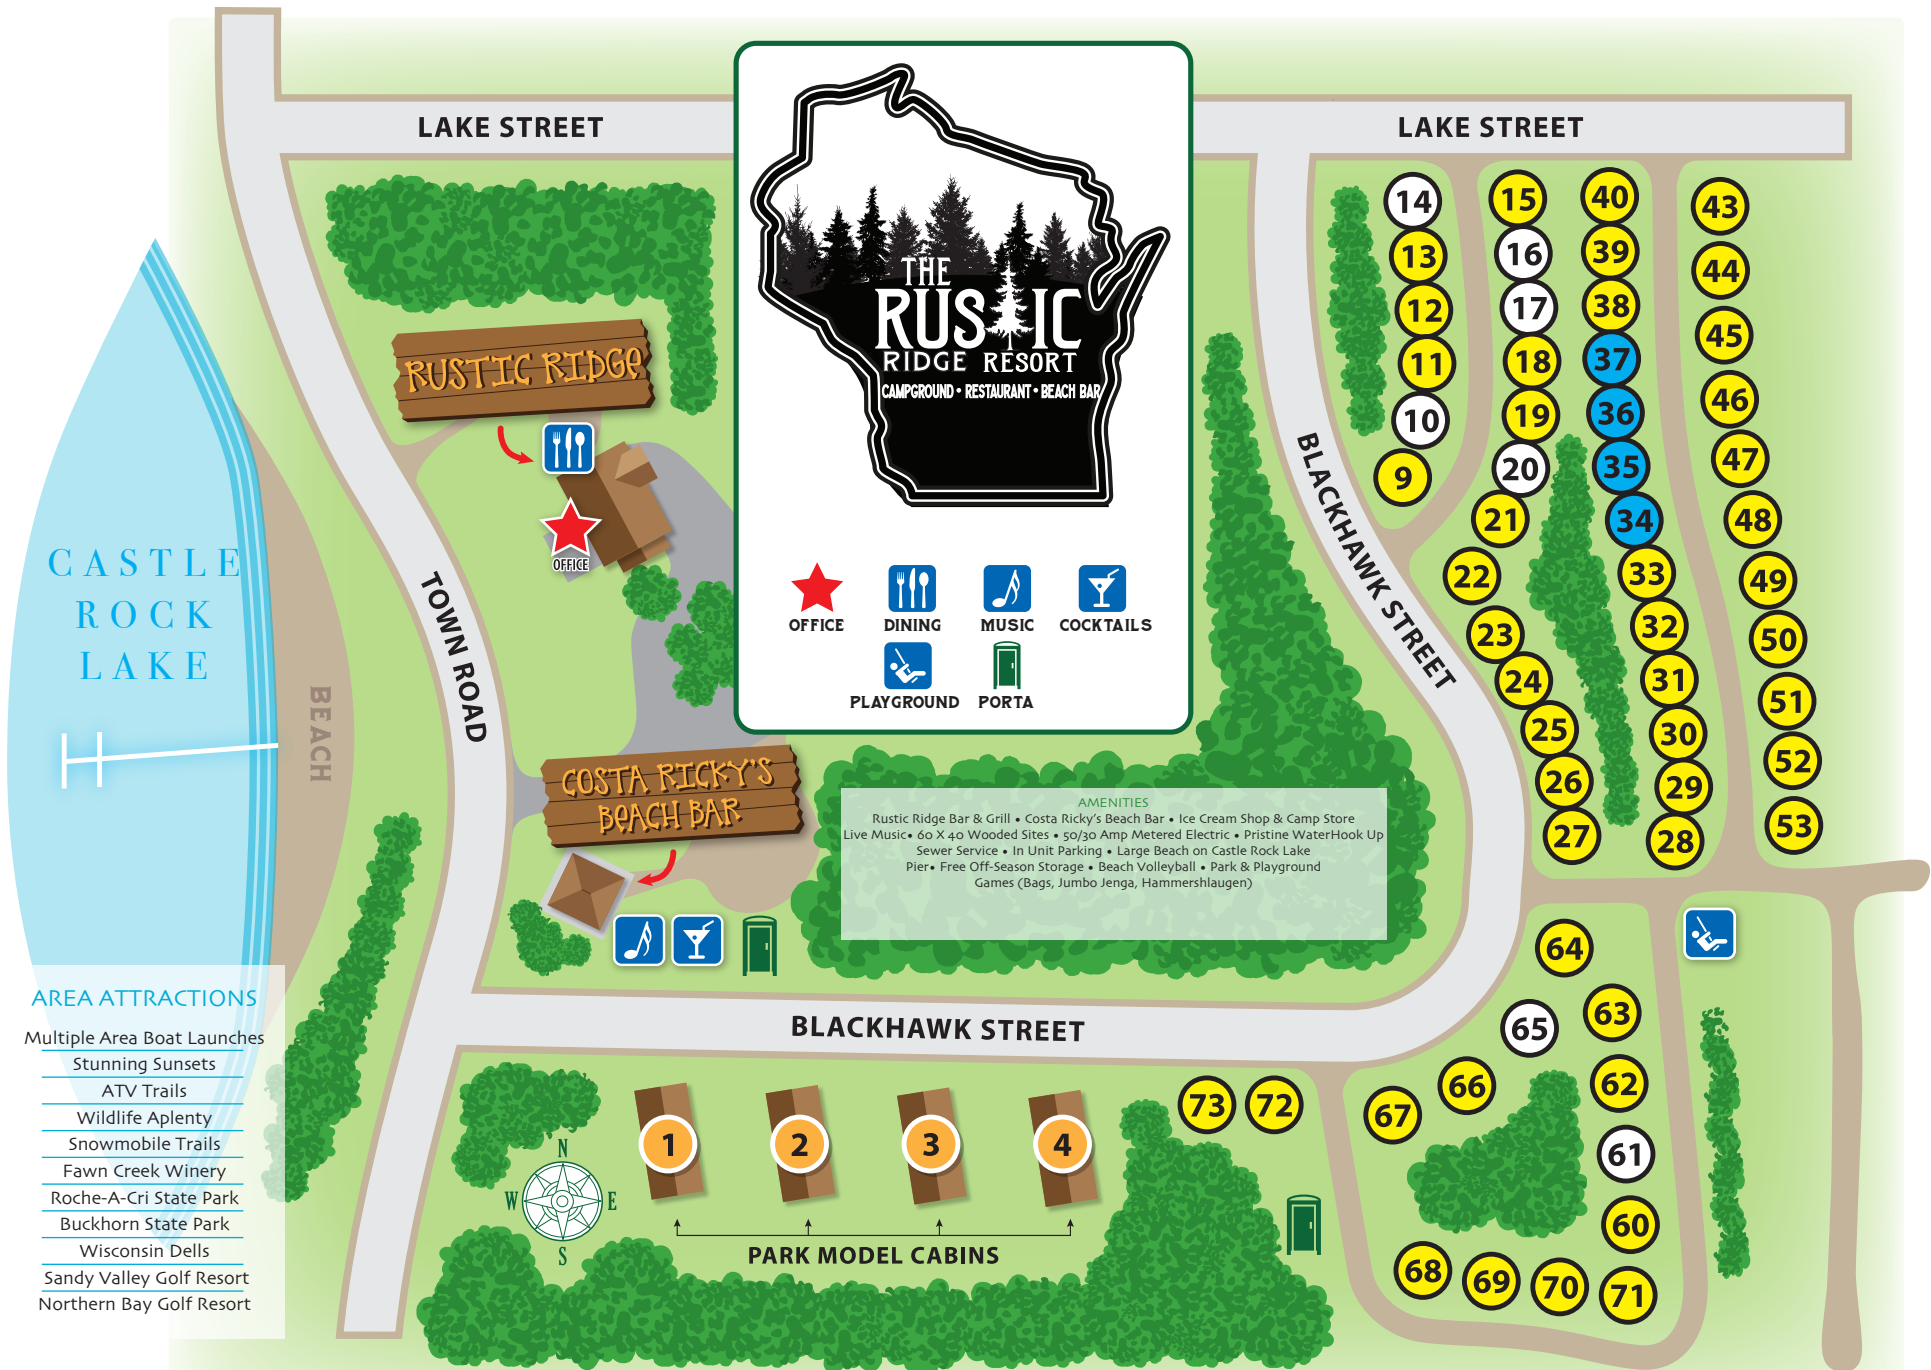 LAKE STREET
LAKE STREET
THE
RUSTIC
RIDGE RESORT
CAMPGROUND • RESTAURANT • BEACH BAR
OFFICE
DINING
MUSIC
COCKTAILS
PLAYGROUND
PORTA
RUSTIC RIDGE
OFFICE
CASTLE
ROCK
LAKE
BEACH
TOWN ROAD
COSTA RICKY'S
BEACH BAR
BLACKHAWK STREET
AMENITIES
Rustic Ridge Bar & Grill • Costa Ricky's Beach Bar • Ice Cream Shop & Camp Store
Live Music• 60 X 40 Wooded Sites • 50/30 Amp Metered Electric • Pristine WaterHook Up
Sewer Service • In Unit Parking • Large Beach on Castle Rock Lake
Pier• Free Off-Season Storage • Beach Volleyball • Park & Playground
Games (Bags, Jumbo Jenga, Hammershlaugen)
AREA ATTRACTIONS
Multiple Area Boat Launches
Stunning Sunsets
ATV Trails
Wildlife Aplenty
Snowmobile Trails
Fawn Creek Winery
Roche-A-Cri State Park
Buckhorn State Park
Wisconsin Dells
Sandy Valley Golf Resort
Northern Bay Golf Resort
BLACKHAWK STREET
N
W
E
S
1
2
3
4
PARK MODEL CABINS
14
13
12
11
10
9
15
16
17
18
19
20
21
22
23
24
25
26
27
40
39
38
37
36
35
34
33
32
31
30
29
28
43
44
45
46
47
48
49
50
51
52
53
64
65
63
66
62
67
61
60
68
69
70
71
73
72